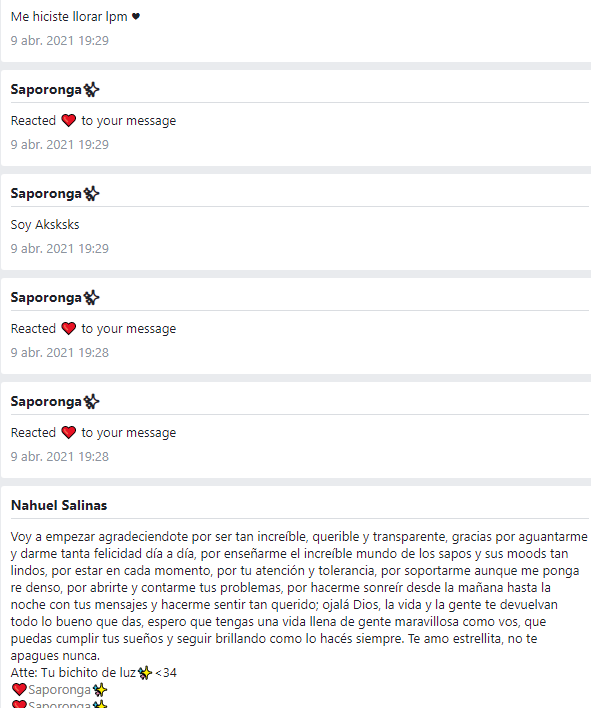 Me hiciste llorar lpm ♥
9 abr. 2021 19:29
Saporonga✨
Reacted ❤ to your message
9 abr. 2021 19:29
Saporonga✨
Soy Aksksks
9 abr. 2021 19:29
Saporonga✨
Reacted ❤ to your message
9 abr. 2021 19:28
Saporonga✨
Reacted ❤ to your message
9 abr. 2021 19:28
Nahuel Salinas
Voy a empezar agradeciendote por ser tan increíble, querible y transparente, gracias por aguantarme
y darme tanta felicidad día a día, por enseñarme el increíble mundo de los sapos y sus moods tan
lindos, por estar en cada momento, por tu atención y tolerancia, por soportarme aunque me ponga
re denso, por abrirte y contarme tus problemas, por hacerme sonreír desde la mañana hasta la
noche con tus mensajes y hacerme sentir tan querido; ojalá Dios, la vida y la gente te devuelvan
todo lo bueno que das, espero que tengas una vida llena de gente maravillosa como vos, que
puedas cumplir tus sueños y seguir brillando como lo hacés siempre. Te amo estrellita, no te
apagues nunca.
Atte: Tu bichito de luz✨<34
❤Saporonga✨
❤Saporonga✨